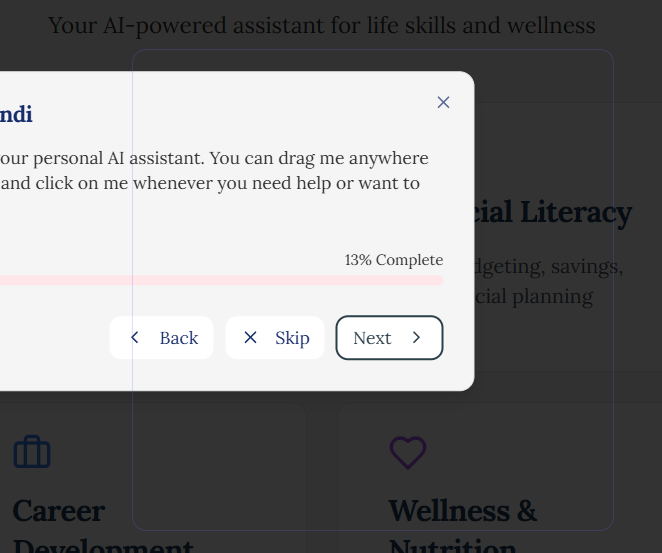 Your AI-powered assistant for life skills and wellness
ndi
our personal AI assistant. You can drag me anywhere
and click on me whenever you need help or want to
13% Complete
Back
Skip
Next
cial Literacy
dgeting, savings,
cial planning
Career
Development
Wellness &
Nutrition